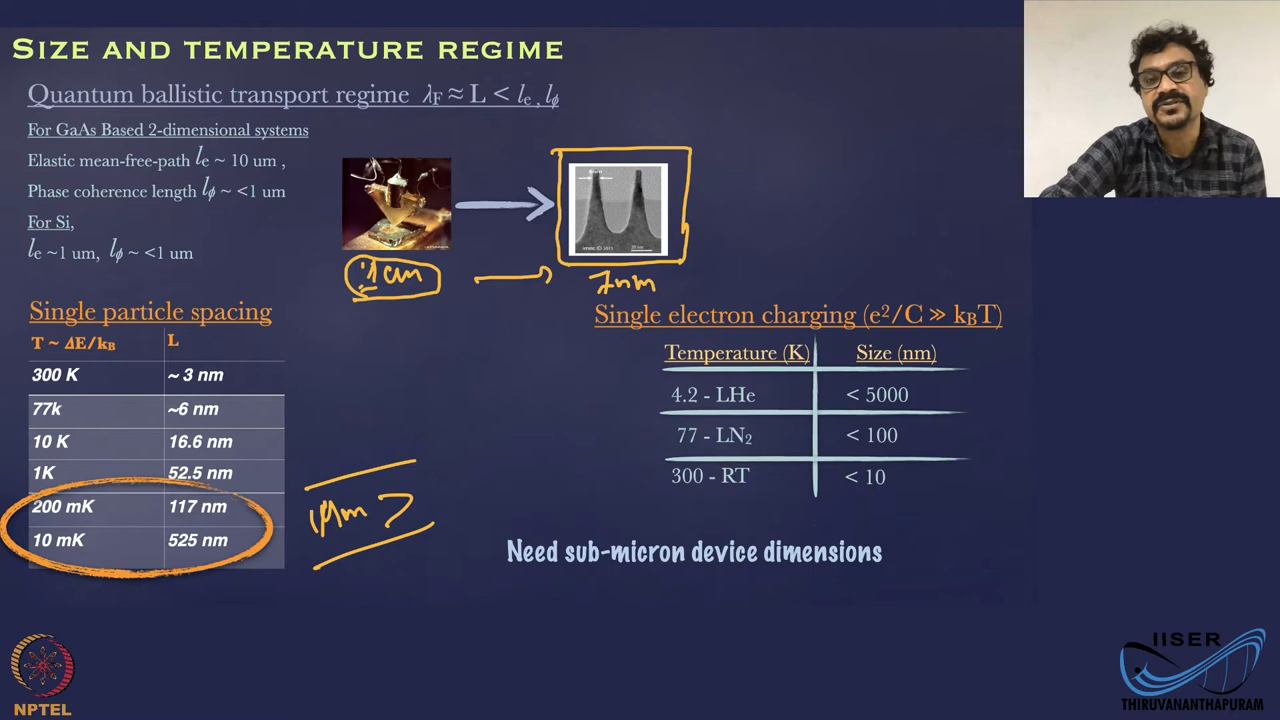 SIZE AND TEMPERATURE REGIME
Quantum ballistic transport regime λF ≈ L < le , lϕ
For GaAs Based 2-dimensional systems
Elastic mean-free-path le ~ 10 um ,
Phase coherence length lϕ ~ <1 um
For Si,
le ~1 um, lϕ ~ <1 um
1cm
7nm
imec © 2011
Single particle spacing
T ~ ΔE/kB L
300 K ~ 3 nm
77k ~6 nm
10 K 16.6 nm
1K 52.5 nm
200 mK 117 nm
10 mK 525 nm
1μm >
Single electron charging (e²/C ≫ kBT)
Temperature (K) Size (nm)
4.2 - LHe < 5000
77 - LN₂ < 100
300 - RT < 10
Need sub-micron device dimensions
NPTEL
IISER
THIRUVANANTHAPURAM